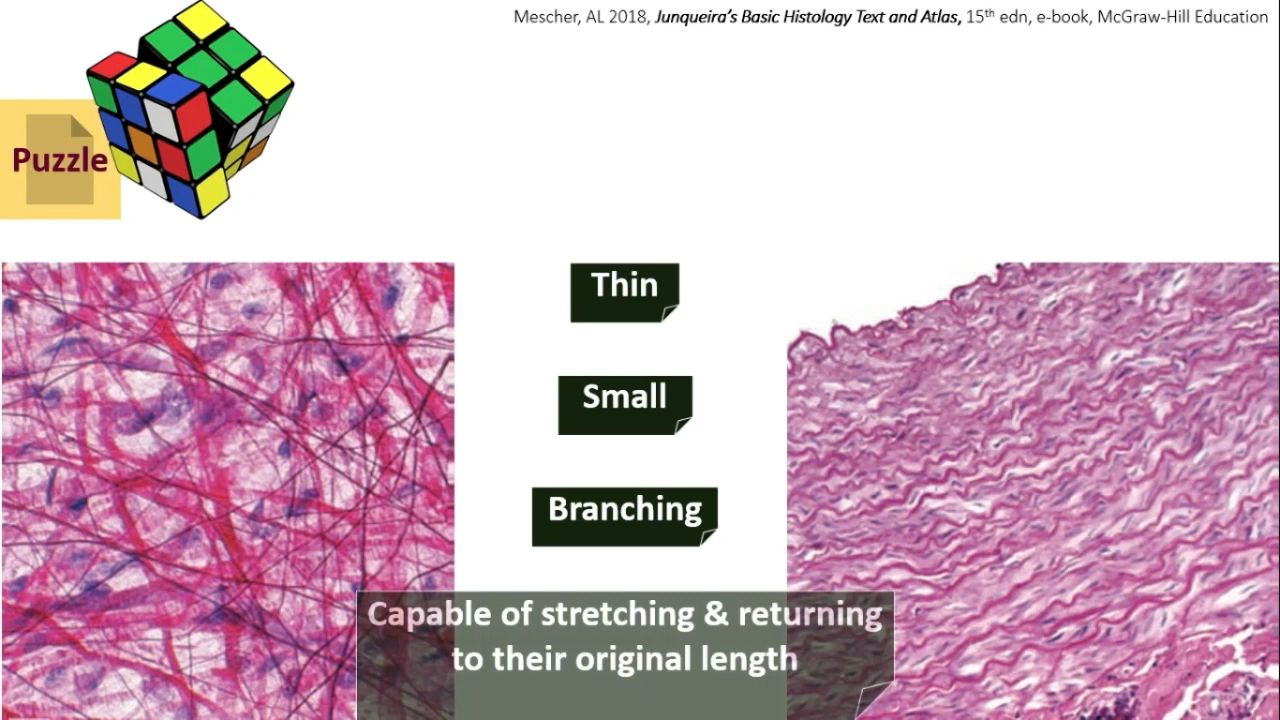 Mescher, AL 2018, Junqueira's Basic Histology Text and Atlas, 15th edn, e-book, McGraw-Hill Education
Puzzle
Thin
Small
Branching
Capable of stretching & returning
to their original length